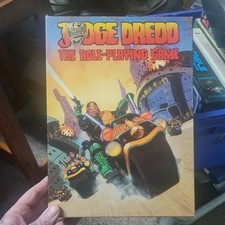 JUDGE DREDD
THE ROLE-PLAYING GAME